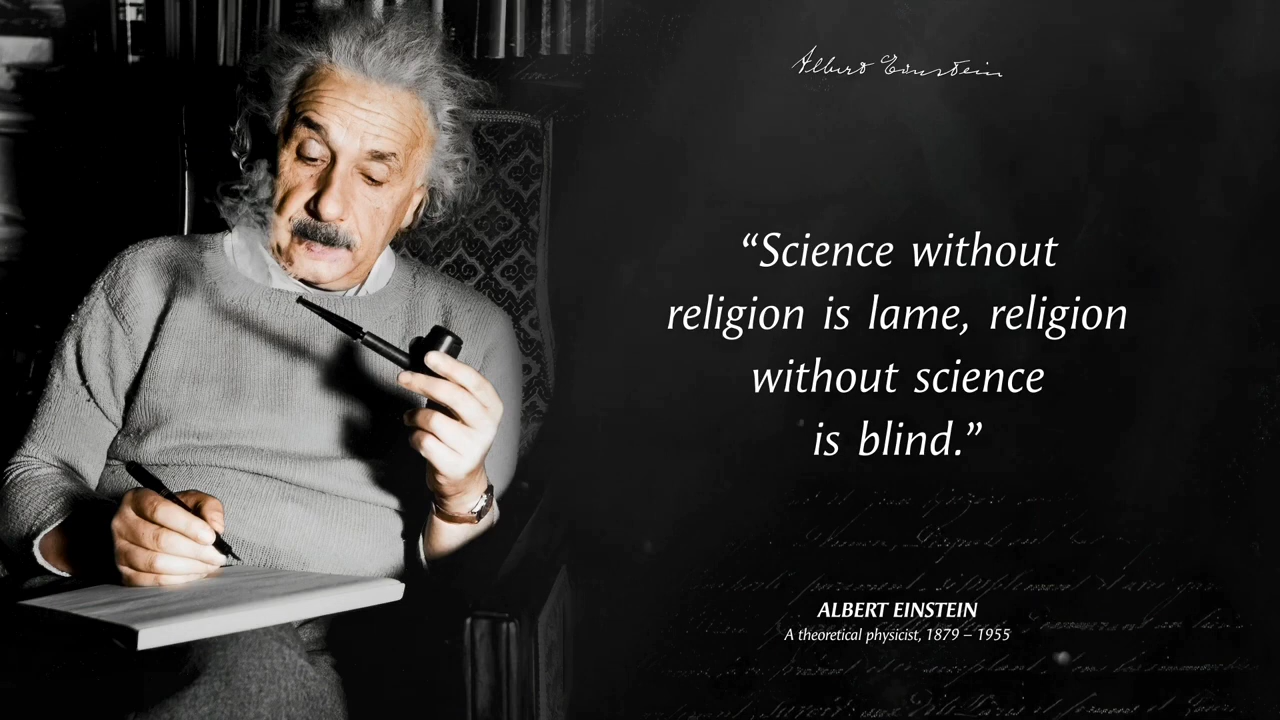 Albert Einstein
“Science without
religion is lame, religion
without science
is blind.”
ALBERT EINSTEIN
A theoretical physicist, 1879 – 1955